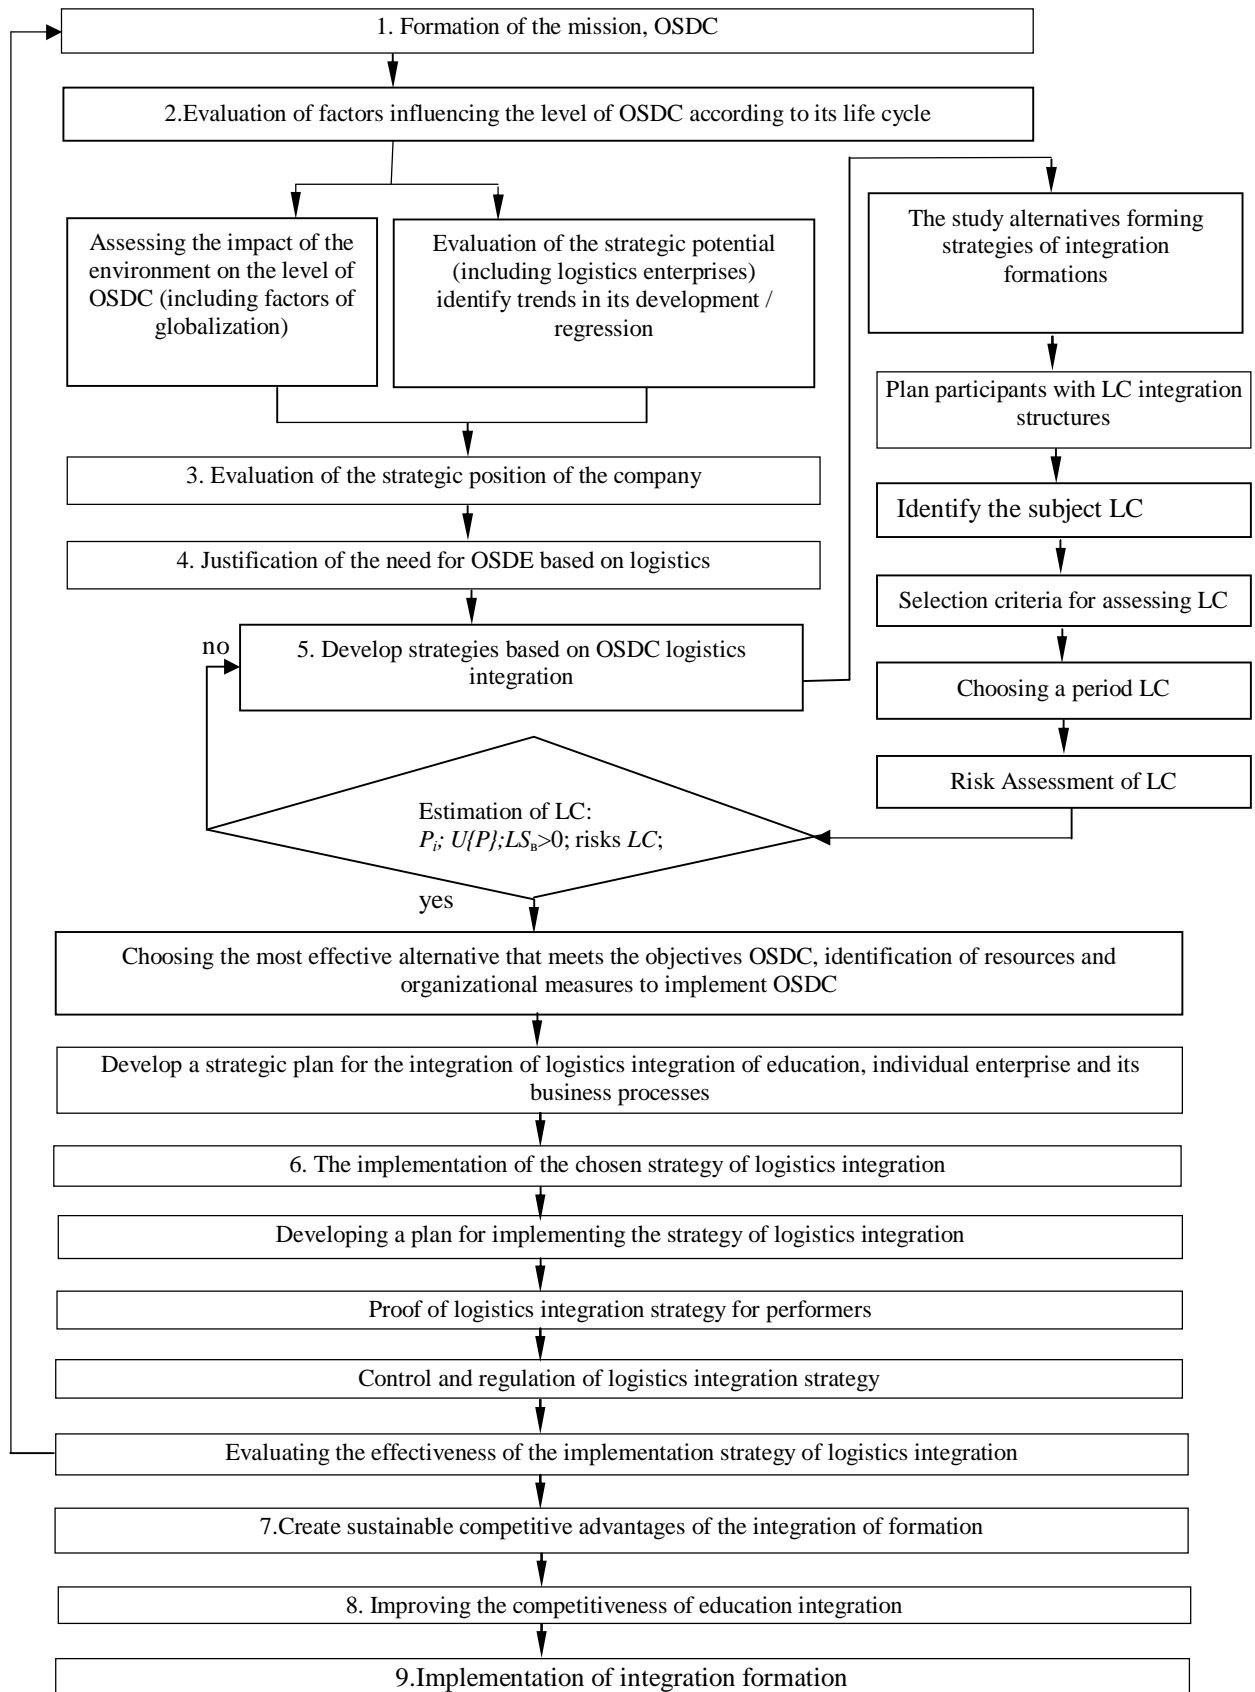 1. Formation of the mission, OSDC
2.Evaluation of factors influencing the level of OSDC according to its life cycle
Assessing the impact of the
environment on the level of
OSDC (including factors of
globalization)
Evaluation of the strategic potential
(including logistics enterprises)
identify trends in its development /
regression
3. Evaluation of the strategic position of the company
4. Justification of the need for OSDE based on logistics
no
5. Develop strategies based on OSDC logistics
integration
The study alternatives forming
strategies of integration
formations
Plan participants with LC integration
structures
Identify the subject LC
Selection criteria for assessing LC
Choosing a period LC
Risk Assessment of LC
Estimation of LC:
Pi; U{P};LSв>0; risks LC;
yes
Choosing the most effective alternative that meets the objectives OSDC, identification of resources and
organizational measures to implement OSDC
Develop a strategic plan for the integration of logistics integration of education, individual enterprise and its
business processes
6. The implementation of the chosen strategy of logistics integration
Developing a plan for implementing the strategy of logistics integration
Proof of logistics integration strategy for performers
Control and regulation of logistics integration strategy
Evaluating the effectiveness of the implementation strategy of logistics integration
7.Create sustainable competitive advantages of the integration of formation
8. Improving the competitiveness of education integration
9.Implementation of integration formation